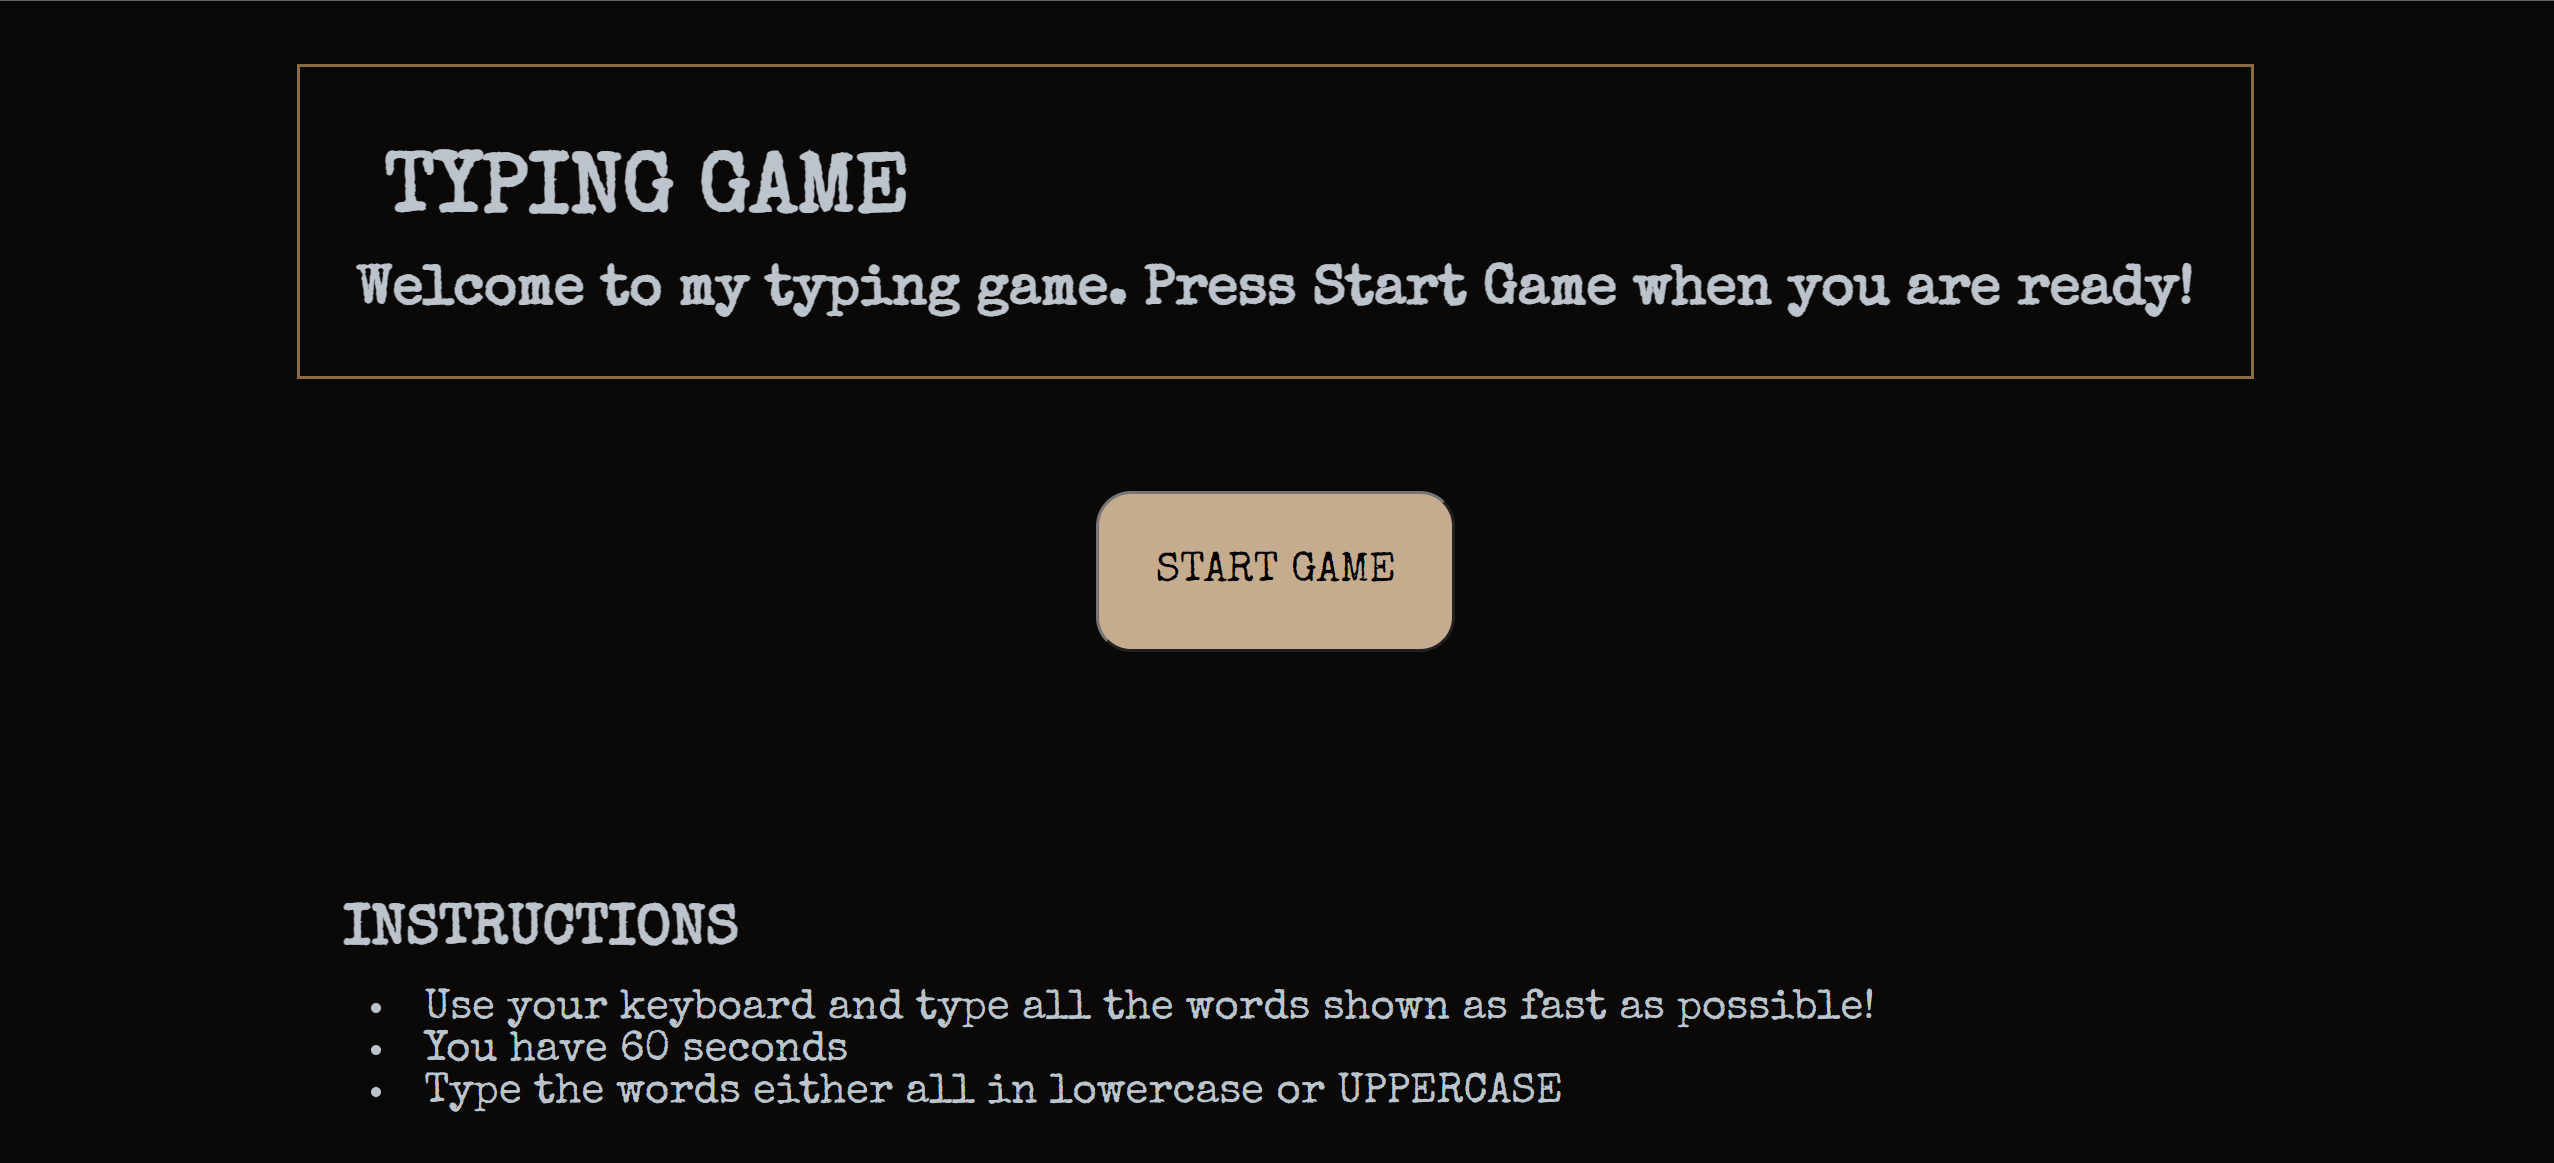 TYPING GAME
Welcome to my typing game. Press Start Game when you are ready!
START GAME
INSTRUCTIONS
• Use your keyboard and type all the words shown as fast as possible!
• You have 60 seconds
• Type the words either all in lowercase or UPPERCASE